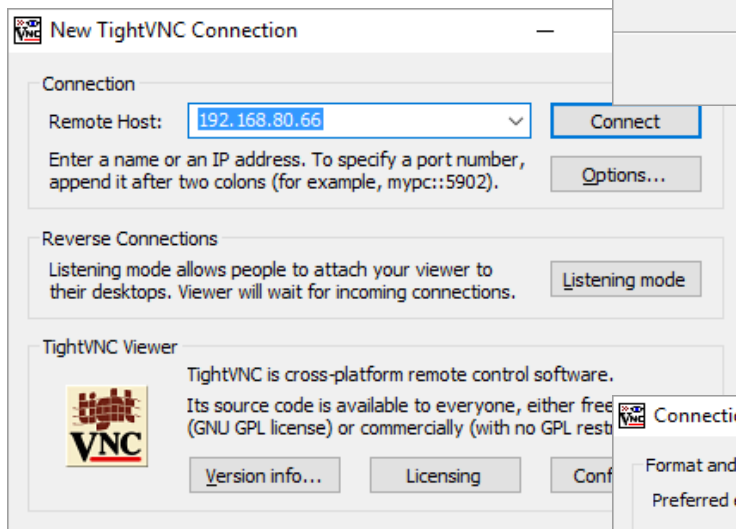 New TightVNC Connection
Connection
Remote Host: 192.168.80.66 Connect
Enter a name or an IP address. To specify a port number,
append it after two colons (for example, mypc::5902).
Options...
Reverse Connections
Listening mode allows people to attach your viewer to
their desktops. Viewer will wait for incoming connections.
Listening mode
TightVNC Viewer
tight
VNC
TightVNC is cross-platform remote control software.
Its source code is available to everyone, either free
(GNU GPL license) or commercially (with no GPL rest
Version info... Licensing Conf
Connecti
Format and
Preferred